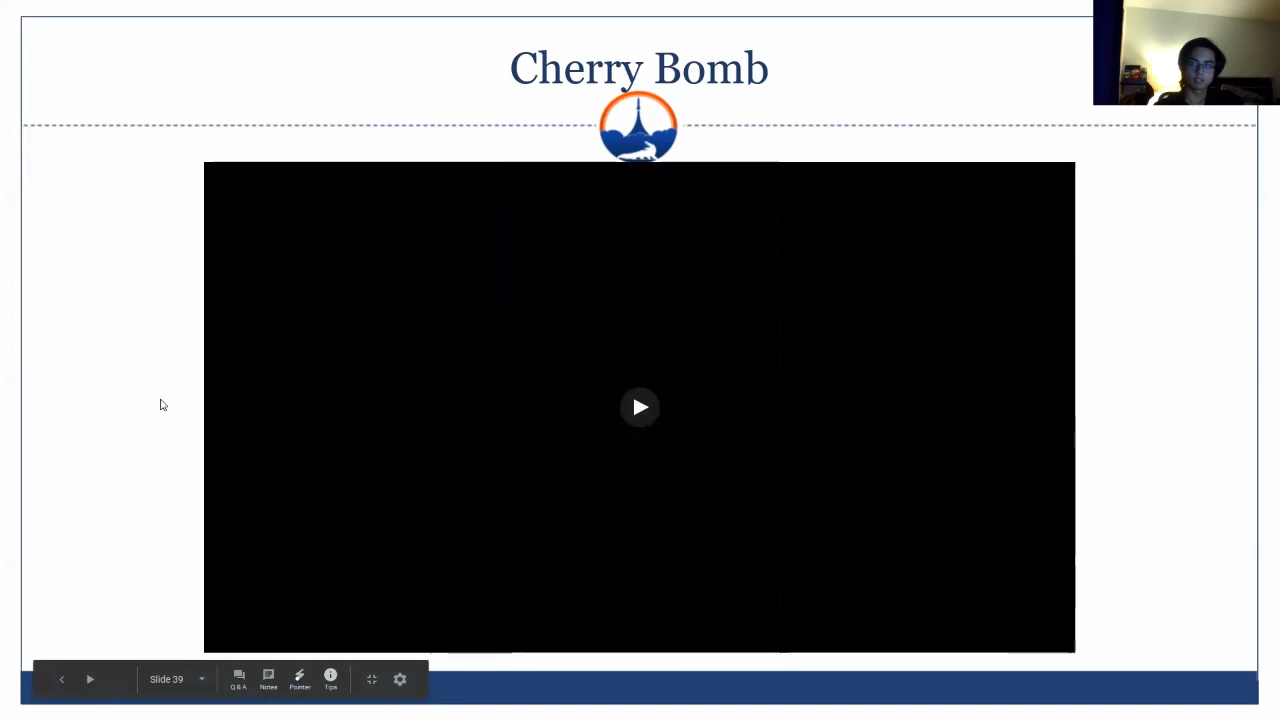 Cherry Bomb
Slide 39
Q & A
Notes
Pointer
Tips